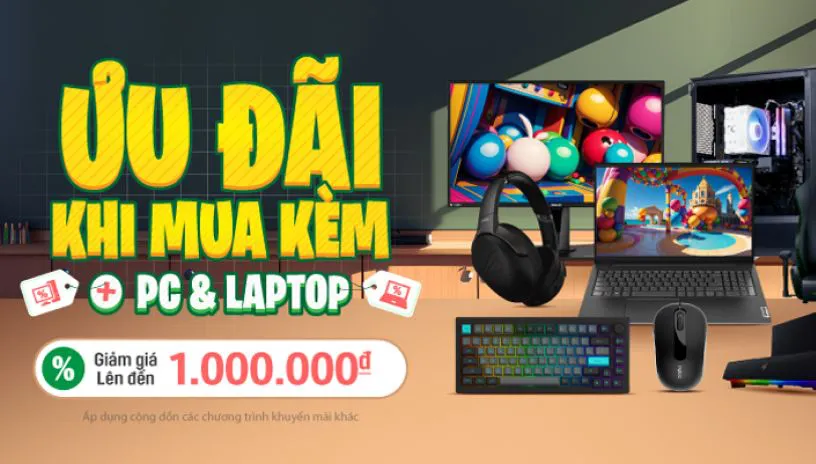 ƯU ĐÃI
KHI MUA KÈM
+ PC & LAPTOP
% Giảm giá
Lên đến 1.000.000đ
Áp dụng cộng dồn các chương trình khuyến mãi khác